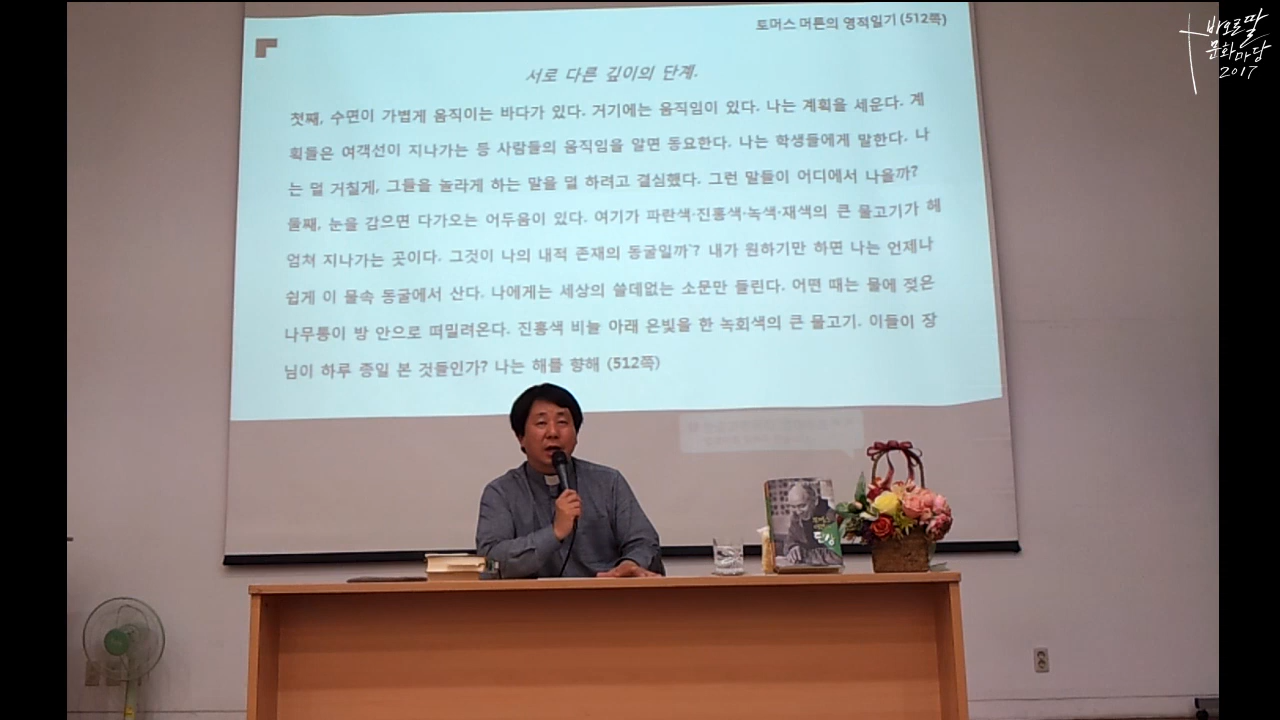 토머스 머튼의 영적일기 (512쪽)
바오로딸
문화마당
2017
서로 다른 깊이의 단계.
첫째, 수면이 가볍게 움직이는 바다가 있다. 거기에는 움직임이 있다. 나는 계획을 세운다. 계
획들은 여객선이 지나가는 등 사람들의 움직임을 알면 동요한다. 나는 학생들에게 말한다. 나
는 덜 거칠게, 그들을 놀라게 하는 말을 덜 하려고 결심했다. 그런 말들이 어디에서 나올까?
둘째, 눈을 감으면 다가오는 어두움이 있다. 여기가 파란색·진홍색·녹색·재색의 큰 물고기가 헤
엄쳐 지나가는 곳이다. 그것이 나의 내적 존재의 동굴일까`? 내가 원하기만 하면 나는 언제나
쉽게 이 물속 동굴에서 산다. 나에게는 세상의 쓸데없는 소문만 들린다. 어떤 때는 물에 젖은
나무통이 방 안으로 떠밀려온다. 진홍색 비늘 아래 은빛을 한 녹회색의 큰 물고기. 이들이 장
님이 하루 종일 본 것들인가? 나는 해를 향해 (512쪽)
단상